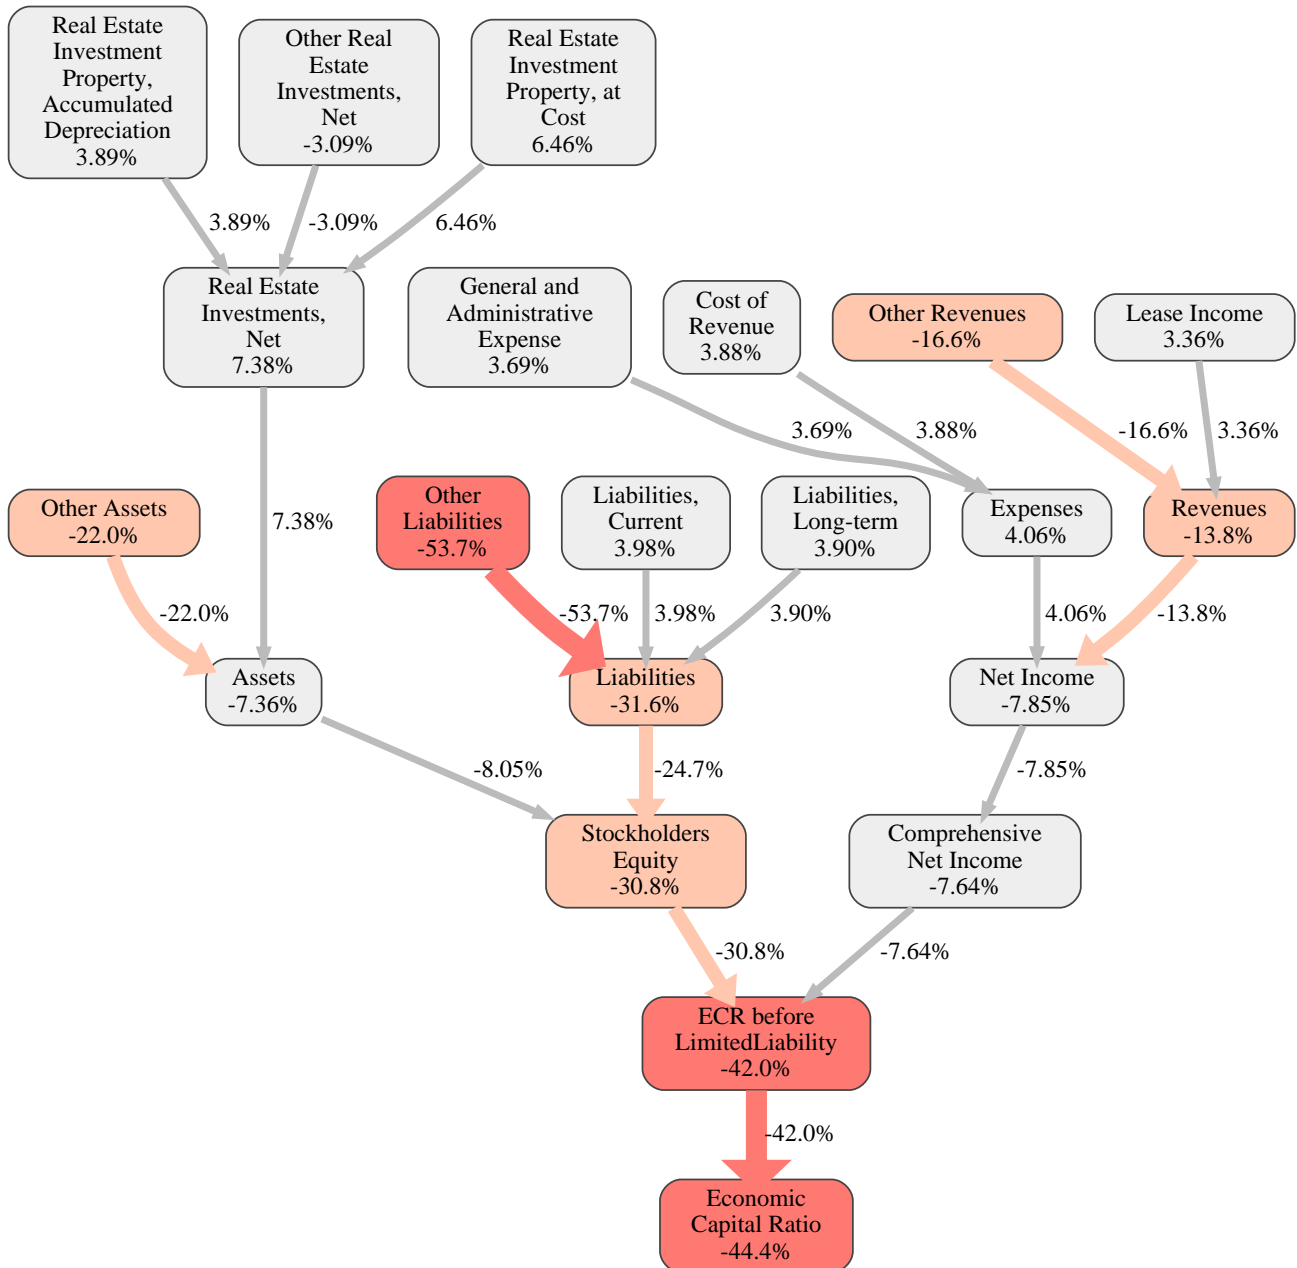 Real Estate
Investment
Property,
Accumulated
Depreciation
3.89%
Other Real
Estate
Investments,
Net
-3.09%
Real Estate
Investment
Property, at
Cost
6.46%
3.89%
-3.09%
6.46%
Real Estate
Investments,
Net
7.38%
General and
Administrative
Expense
3.69%
Cost of
Revenue
3.88%
Other Revenues
-16.6%
Lease Income
3.36%
3.69%
3.88%
-16.6%
3.36%
Other Assets
-22.0%
7.38%
Other
Liabilities
-53.7%
Liabilities,
Current
3.98%
Liabilities,
Long-term
3.90%
Expenses
4.06%
Revenues
-13.8%
-22.0%
-53.7%
3.98%
3.90%
4.06%
-13.8%
Assets
-7.36%
Liabilities
-31.6%
Net Income
-7.85%
-8.05%
-24.7%
-7.85%
Stockholders
Equity
-30.8%
Comprehensive
Net Income
-7.64%
-30.8%
-7.64%
ECR before
LimitedLiability
-42.0%
-42.0%
Economic
Capital Ratio
-44.4%